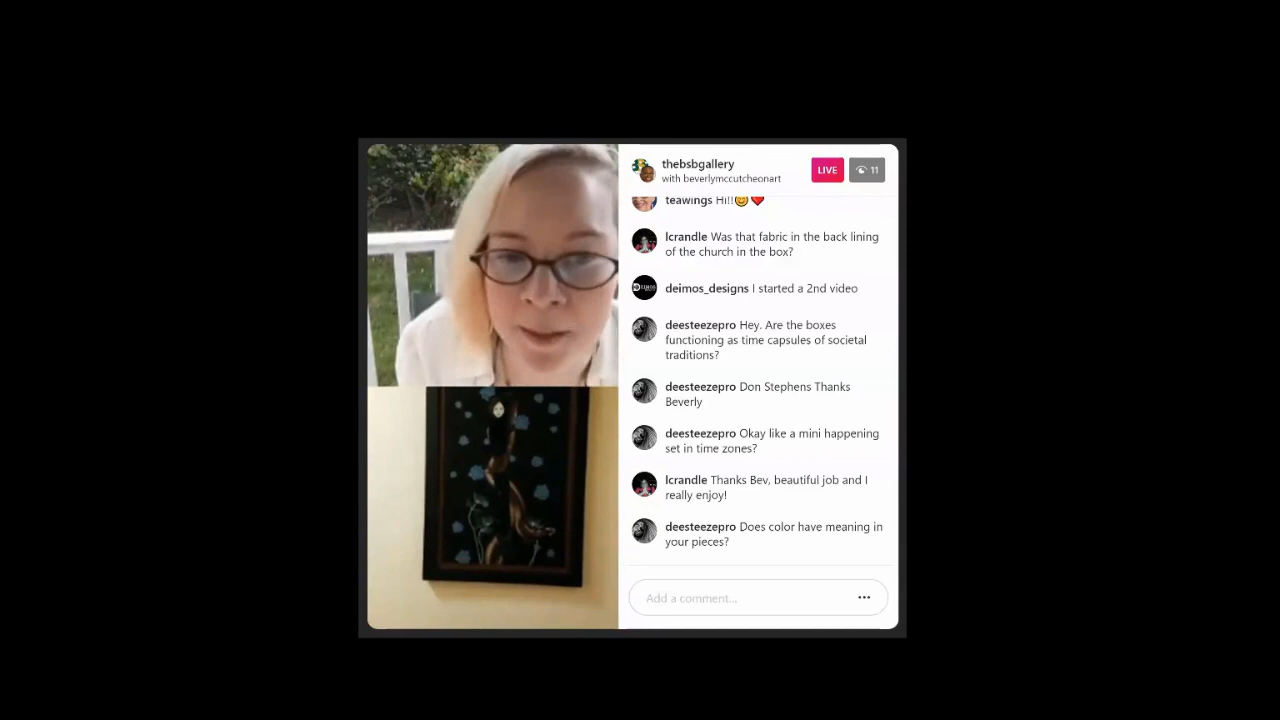 thebsbgallery
with beverlymccutcheonart
LIVE
11
teawings Hi!!😊❤️
lcrandle Was that fabric in the back lining
of the church in the box?
deimos_designs I started a 2nd video
deesteezepro Hey. Are the boxes
functioning as time capsules of societal
traditions?
deesteezepro Don Stephens Thanks
Beverly
deesteezepro Okay like a mini happening
set in time zones?
lcrandle Thanks Bev, beautiful job and I
really enjoy!
deesteezepro Does color have meaning in
your pieces?
Add a comment...